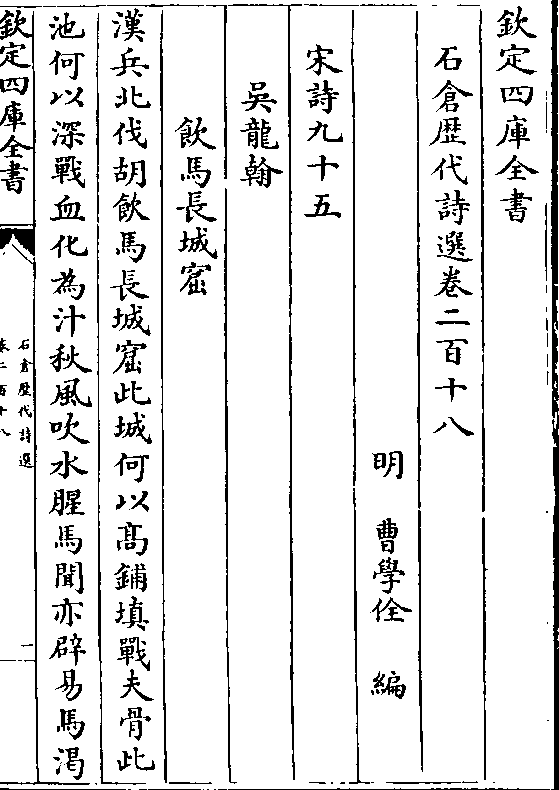 欽定四庫全書
石倉歴代詩選卷二百十八
明 曹學佺 編
宋詩九十五
吳龍翰
飲馬長城窟
漢兵北伐胡飲馬長城窟此城何以髙鋪填戰夫骨此
池何以深戰血化為汁秋風吹水腥馬聞亦辟易馬渇
欽定四庫全書
石倉歴代詩選
卷二百十八
一